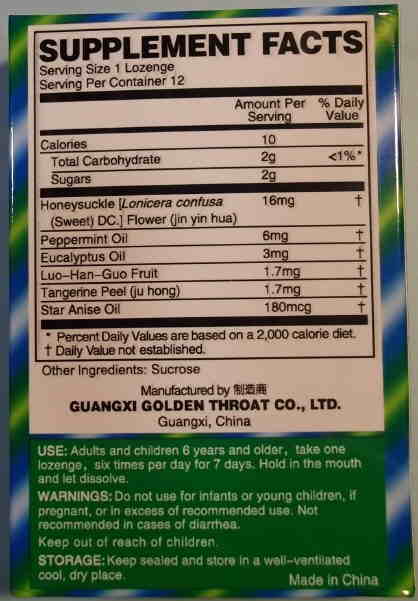 SUPPLEMENT FACTS
Serving Size 1 Lozenge
Serving Per Container 12
Amount Per Serving % Daily Value
Calories 10
Total Carbohydrate 2g <1%*
Sugars 2g
Honeysuckle [Lonicera confusa 16mg †
(Sweet) DC.] Flower (jin yin hua)
Peppermint Oil 6mg †
Eucalyptus Oil 3mg †
Luo-Han-Guo Fruit 1.7mg †
Tangerine Peel (ju hong) 1.7mg †
Star Anise Oil 180mcg †
* Percent Daily Values are based on a 2,000 calorie diet.
† Daily Value not established.
Other Ingredients: Sucrose
Manufactured by 制造商
GUANGXI GOLDEN THROAT CO., LTD.
Guangxi, China
USE: Adults and children 6 years and older, take one
lozenge, six times per day for 7 days. Hold in the mouth
and let dissolve.
WARNINGS: Do not use for infants or young children, if
pregnant, or in excess of recommended use. Not
recommended in cases of diarrhea.
Keep out of reach of children.
STORAGE: Keep sealed and store in a well-ventilated
cool, dry place. Made in China